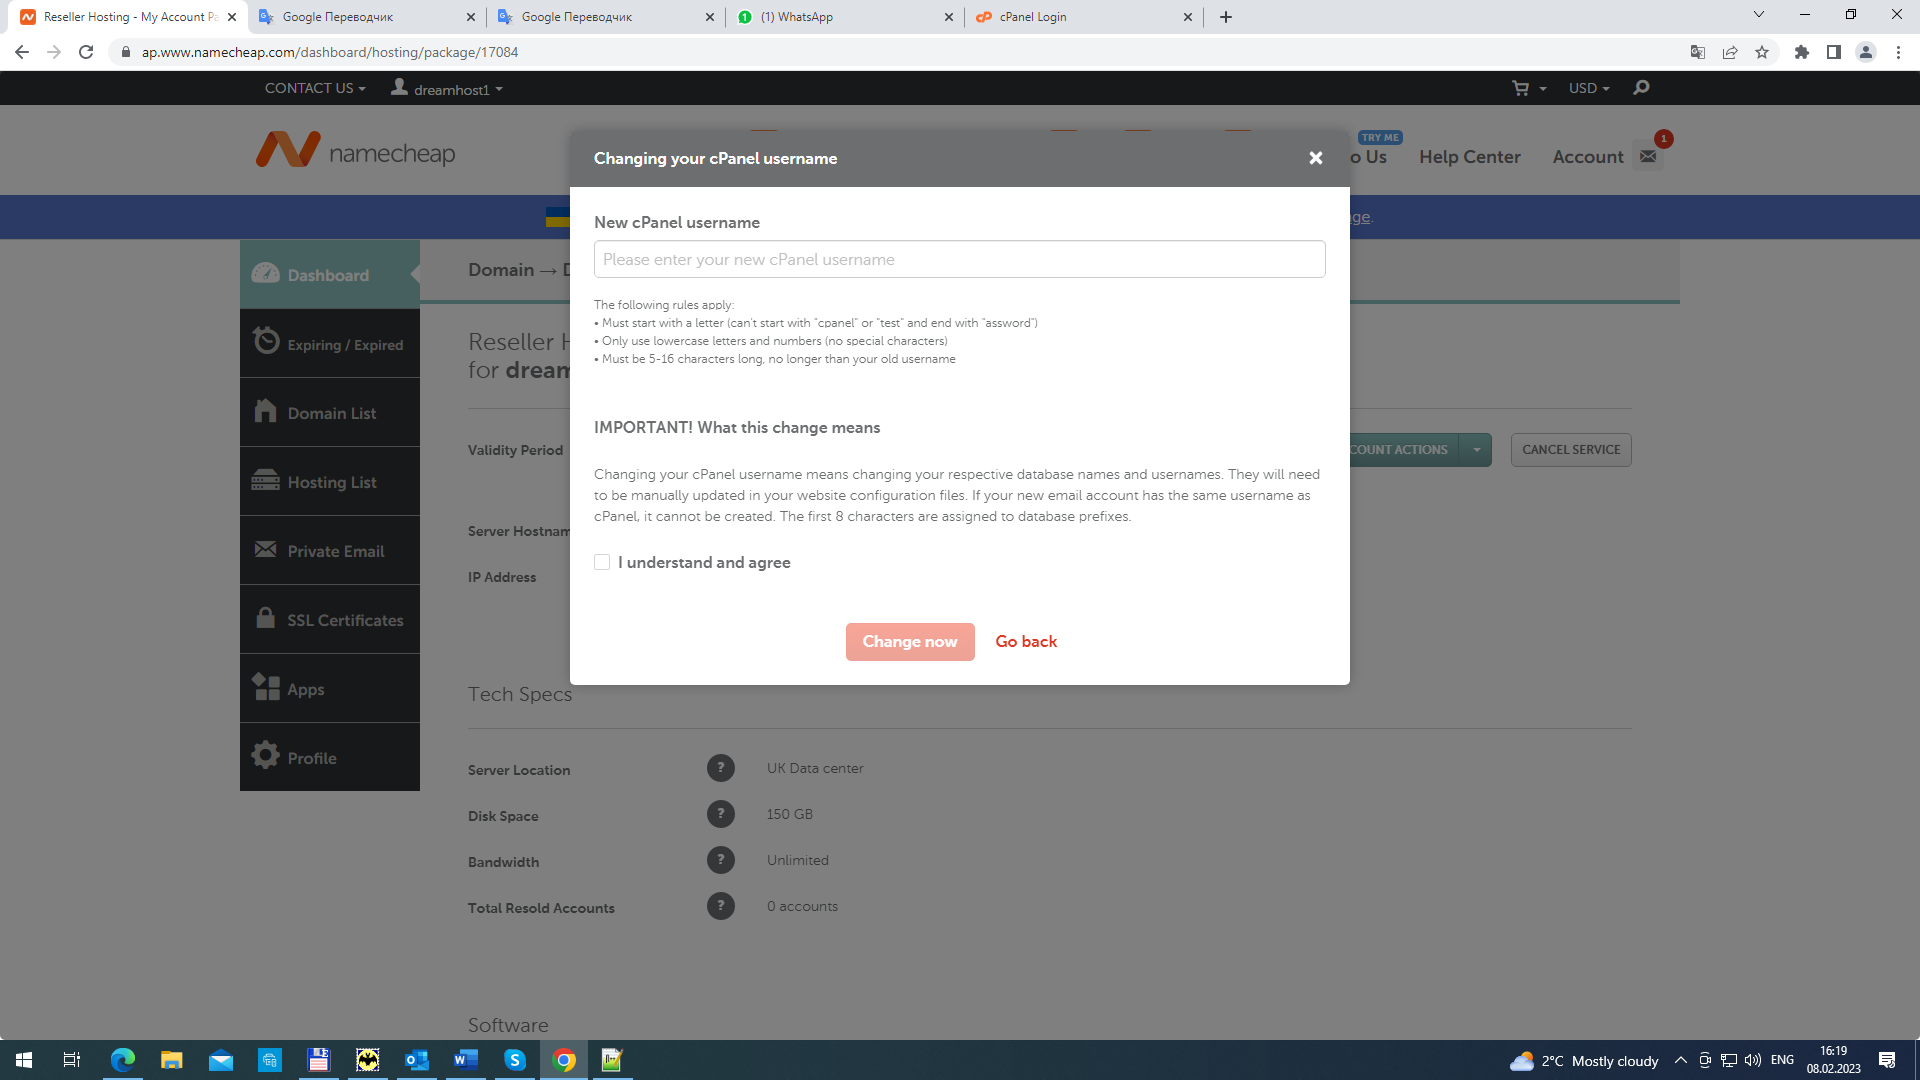 Reseller Hosting - My Account Pa
Google Переводчик
Google Переводчик
(1) WhatsApp
cPanel Login
ap.www.namecheap.com/dashboard/hosting/package/17084
CONTACT US
dreamhost1
USD
namecheap
TRY ME
o Us
Help Center
Account
1
ge.
Changing your cPanel username
New cPanel username
Please enter your new cPanel username
The following rules apply:
• Must start with a letter (can't start with "cpanel" or "test" and end with "assword")
• Only use lowercase letters and numbers (no special characters)
• Must be 5-16 characters long, no longer than your old username
IMPORTANT! What this change means
Changing your cPanel username means changing your respective database names and usernames. They will need
to be manually updated in your website configuration files. If your new email account has the same username as
cPanel, it cannot be created. The first 8 characters are assigned to database prefixes.
I understand and agree
Change now
Go back
Dashboard
Expiring / Expired
Domain List
Hosting List
Private Email
SSL Certificates
Apps
Profile
Domain → D
Reseller H
for dream
Validity Period
COUNT ACTIONS
CANCEL SERVICE
Server Hostnam
IP Address
Tech Specs
Server Location ? UK Data center
Disk Space ? 150 GB
Bandwidth ? Unlimited
Total Resold Accounts ? 0 accounts
Software
2°C Mostly cloudy
ENG
16:19
08.02.2023